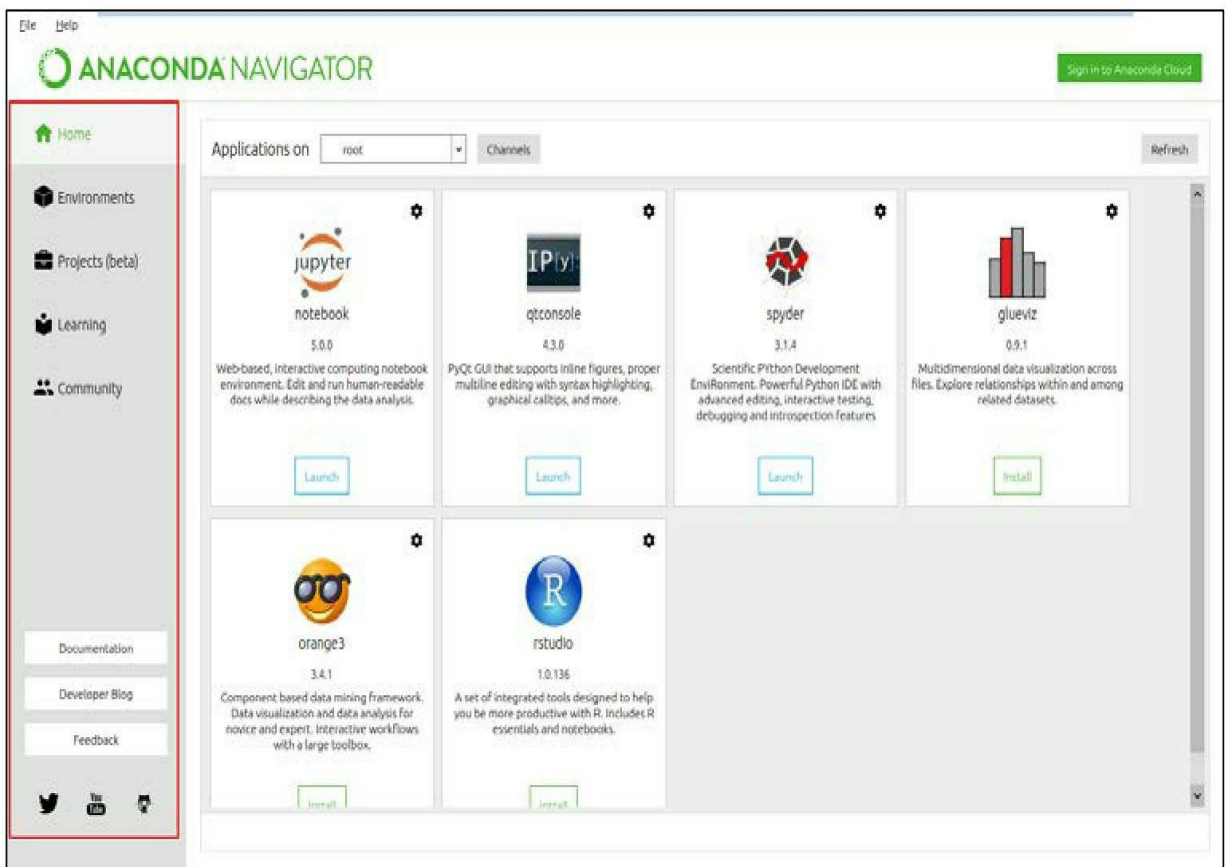 File Help
ANACONDA NAVIGATOR
Sign in to Anaconda Cloud
Home
Environments
Projects (beta)
Learning
Community
Documentation
Developer Blog
Feedback
You
Tube
Applications on root Channels Refresh
jupyter
notebook
5.0.0
Web-based, interactive computing notebook
environment. Edit and run human-readable
docs while describing the data analysis.
Launch
IP[y]:
qtconsole
4.3.0
PyQt GUI that supports inline figures, proper
multiline editing with syntax highlighting,
graphical calltips, and more.
Launch
spyder
3.1.4
Scientific PYthon Development
EnviRonment. Powerful Python IDE with
advanced editing, interactive testing,
debugging and introspection features
Launch
glueviz
0.9.1
Multidimensional data visualization across
files. Explore relationships within and among
related datasets.
Install
orange3
3.4.1
Component based data mining framework.
Data visualization and data analysis for
novice and expert. Interactive workflows
with a large toolbox.
Install
R
rstudio
1.0.136
A set of integrated tools designed to help
you be more productive with R. Includes R
essentials and notebooks.
Install